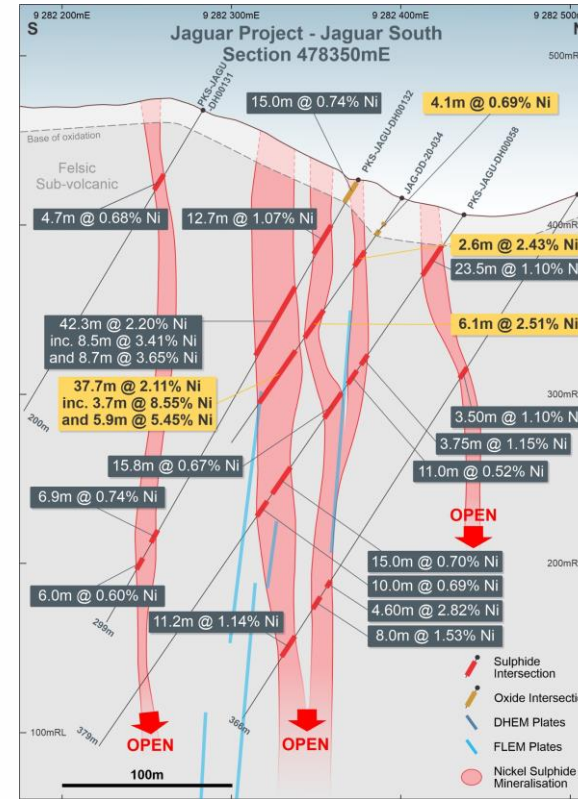 9 282 200mE
9 282 300mE
9 282 400mE
9 282 500m
S
Jaguar Project - Jaguar South
Section 478350mE
500mR
PKS-JAGU
-DH00131
15.0m @ 0.74% Ni
PKS-JAGU-DH00132
4.1m @ 0.69% Ni
JAG-DD-20-034
PKS-JAGU-DH00058
Base of oxidation
Felsic
Sub-volcanic
4.7m @ 0.68% Ni
12.7m @ 1.07% Ni
400mR
2.6m @ 2.43% Ni
23.5m @ 1.10% Ni
42.3m @ 2.20% Ni
inc. 8.5m @ 3.41% Ni
and 8.7m @ 3.65% Ni
6.1m @ 2.51% Ni
37.7m @ 2.11% Ni
inc. 3.7m @ 8.55% Ni
and 5.9m @ 5.45% Ni
300mRL
200m
3.50m @ 1.10% Ni
3.75m @ 1.15% Ni
15.8m @ 0.67% Ni
11.0m @ 0.52% Ni
6.9m @ 0.74% Ni
OPEN
15.0m @ 0.70% Ni
200mRL
10.0m @ 0.69% Ni
6.0m @ 0.60% Ni
4.60m @ 2.82% Ni
11.2m @ 1.14% Ni
8.0m @ 1.53% Ni
299m
Sulphide
Intersection
Oxide Intersectio
DHEM Plates
FLEM Plates
Nickel Sulphide
Mineralisation
100mRL
379m
366m
OPEN
OPEN
100m